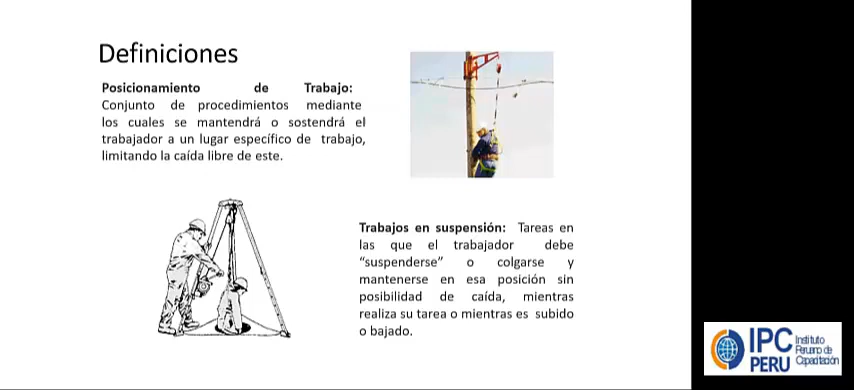 Definiciones
Posicionamiento de Trabajo:
Conjunto de procedimientos mediante
los cuales se mantendrá o sostendrá el
trabajador a un lugar específico de trabajo,
limitando la caída libre de este.
Trabajos en suspensión: Tareas en
las que el trabajador debe
“suspenderse” o colgarse y
mantenerse en esa posición sin
posibilidad de caída, mientras
realiza su tarea o mientras es subido
o bajado.
IPC
PERU
Instituto
Peruano de
Capacitación